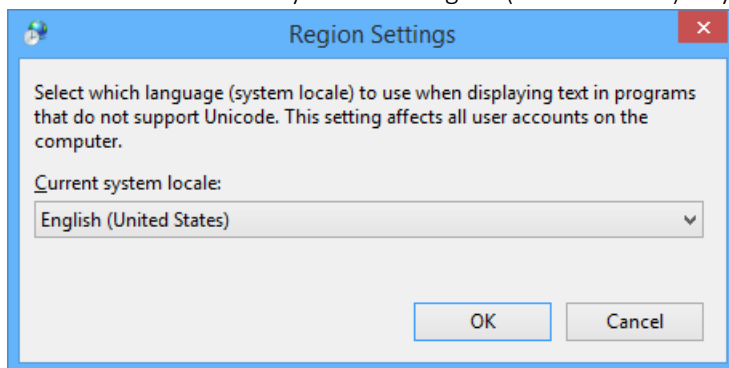 Region Settings
Select which language (system locale) to use when displaying text in programs
that do not support Unicode. This setting affects all user accounts on the
computer.
Current system locale:
English (United States)
OK
Cancel